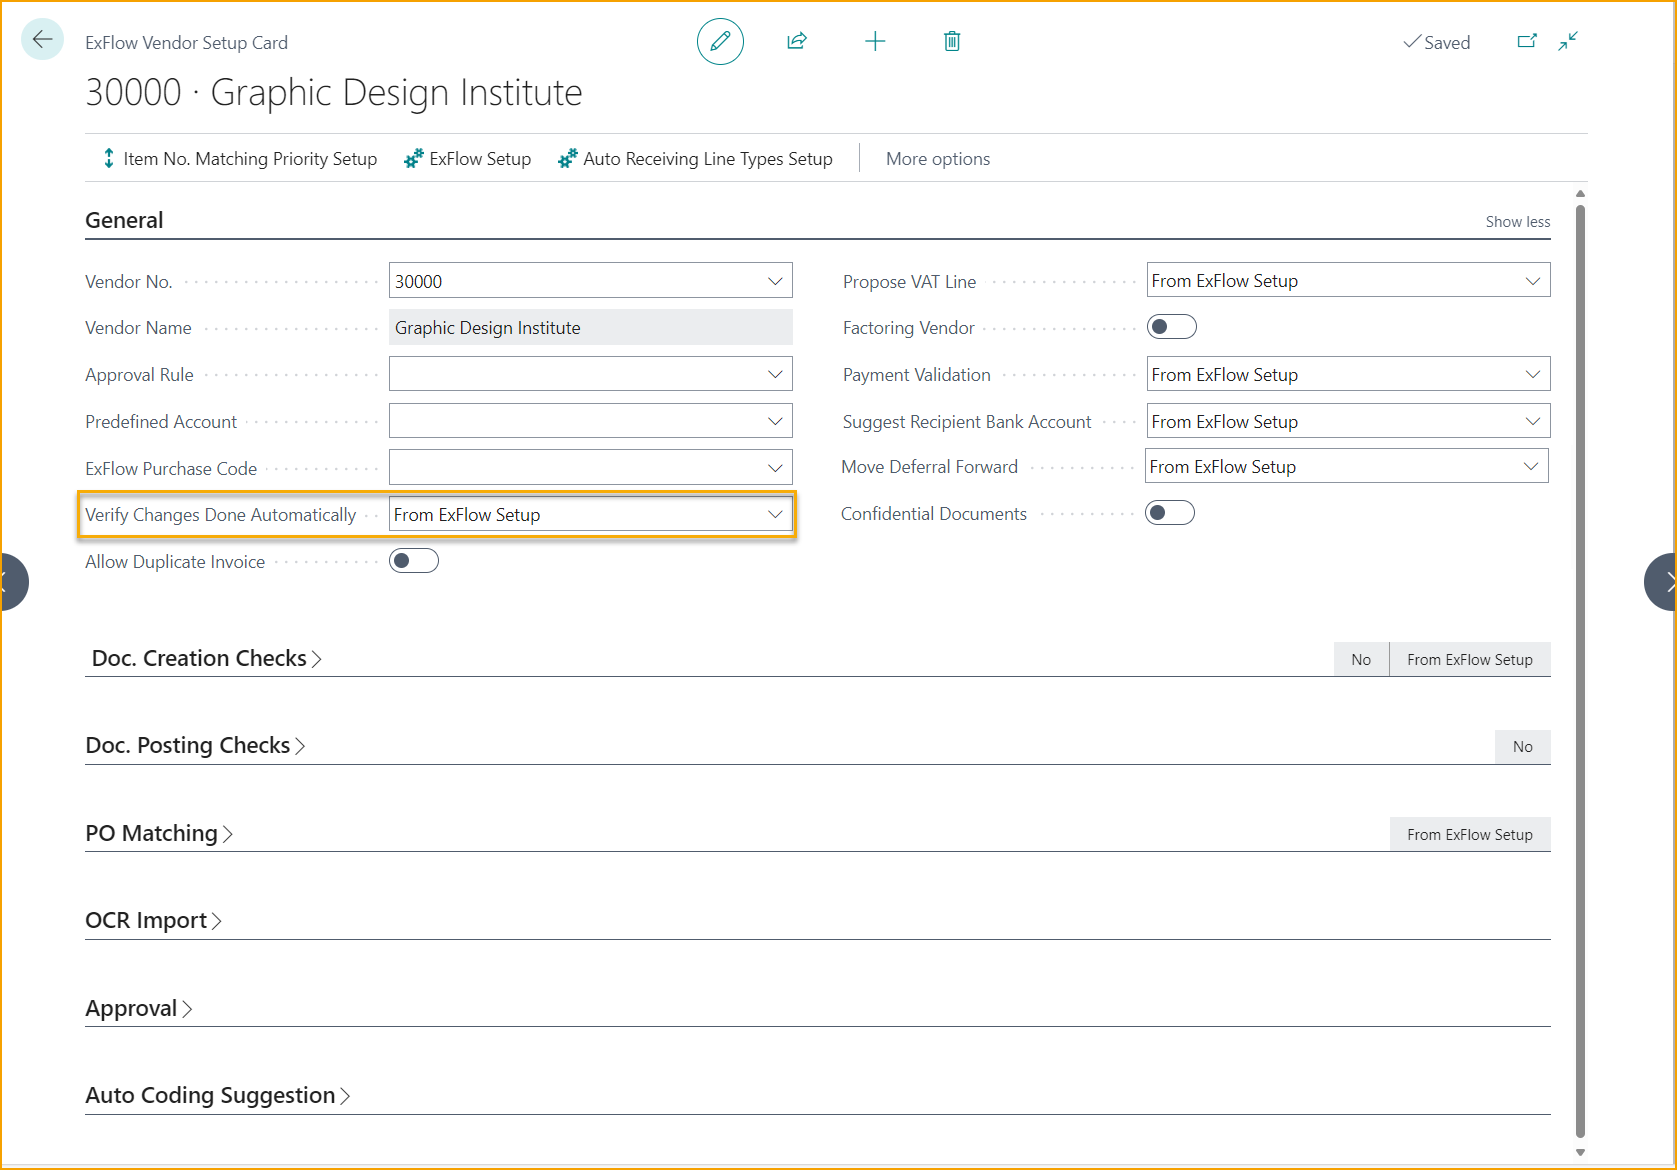 ExFlow Vendor Setup Card
Saved
30000 · Graphic Design Institute
Item No. Matching Priority Setup
ExFlow Setup
Auto Receiving Line Types Setup
More options
General
Show less
Vendor No.
30000
Vendor Name
Graphic Design Institute
Approval Rule
Predefined Account
ExFlow Purchase Code
Verify Changes Done Automatically
From ExFlow Setup
Allow Duplicate Invoice
Propose VAT Line
From ExFlow Setup
Factoring Vendor
Payment Validation
From ExFlow Setup
Suggest Recipient Bank Account
From ExFlow Setup
Move Deferral Forward
From ExFlow Setup
Confidential Documents
Doc. Creation Checks
No
From ExFlow Setup
Doc. Posting Checks
No
PO Matching
From ExFlow Setup
OCR Import
Approval
Auto Coding Suggestion